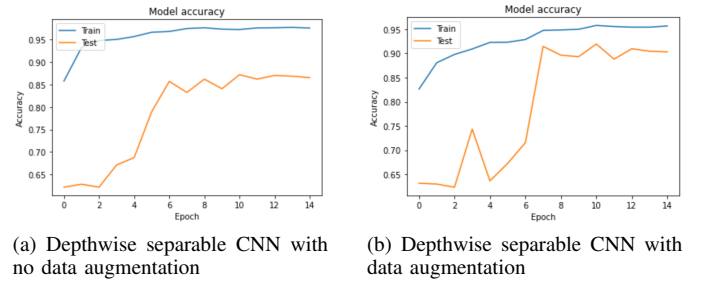 Model accuracy
Train
Test
Accuracy
0.95
0.90
0.85
0.80
0.75
0.70
0.65
0 2 4 6 8 10 12 14
Epoch
(a) Depthwise separable CNN with
no data augmentation
Model accuracy
Train
Test
Accuracy
0.95
0.90
0.85
0.80
0.75
0.70
0.65
0 2 4 6 8 10 12 14
Epoch
(b) Depthwise separable CNN with
data augmentation